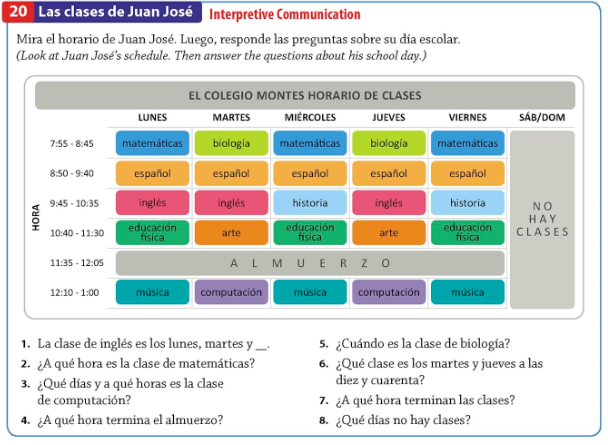 20 Las clases de Juan José Interpretive Communication
Mira el horario de Juan José. Luego, responde las preguntas sobre su día escolar.
(Look at Juan José's schedule. Then answer the questions about his school day.)
EL COLEGIO MONTES HORARIO DE CLASES
LUNES MARTES MIÉRCOLES JUEVES VIERNES SÁB/DOM
HORA
7:55 - 8:45 matemáticas biología matemáticas biología matemáticas
8:50 - 9:40 español español español español español
9:45 - 10:35 inglés inglés historia inglés historia
10:40 - 11:30 educación física arte educación física arte educación física
11:35 - 12:05 ALMUERZO
12:10 - 1:00 música computación música computación música
NO
HAY
CLASES
1. La clase de inglés es los lunes, martes y __.
2. ¿A qué hora es la clase de matemáticas?
3. ¿Qué días y a qué horas es la clase
de computación?
4. ¿A qué hora termina el almuerzo?
5. ¿Cuándo es la clase de biología?
6. ¿Qué clase es los martes y jueves a las
diez y cuarenta?
7. ¿A qué hora terminan las clases?
8. ¿Qué días no hay clases?